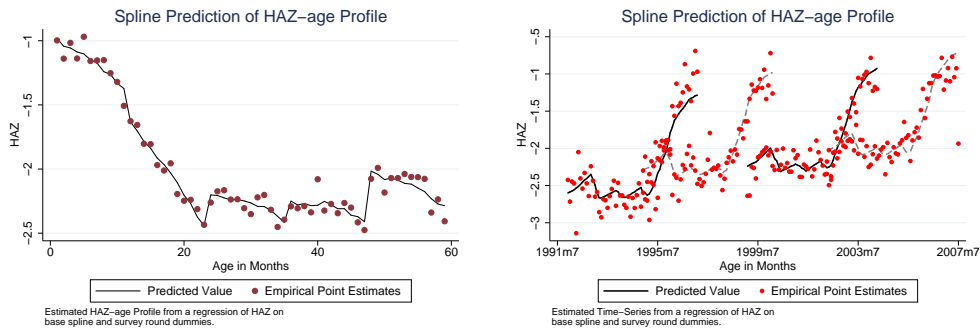 Spline Prediction of HAZ−age Profile
−1
−1.5
−2
−2.5
HAZ
0
20
40
60
Age in Months
Predicted Value
Empirical Point Estimates
Estimated HAZ−age Profile from a regression of HAZ on
base spline and survey round dummies.
Spline Prediction of HAZ−age Profile
−.5
−1
−1.5
−2
−2.5
−3
HAZ
1991m7
1995m7
1999m7
2003m7
2007m7
Age in Months
Predicted Value
Empirical Point Estimates
Estimated Time−Series from a regression of HAZ on
base spline and survey round dummies.